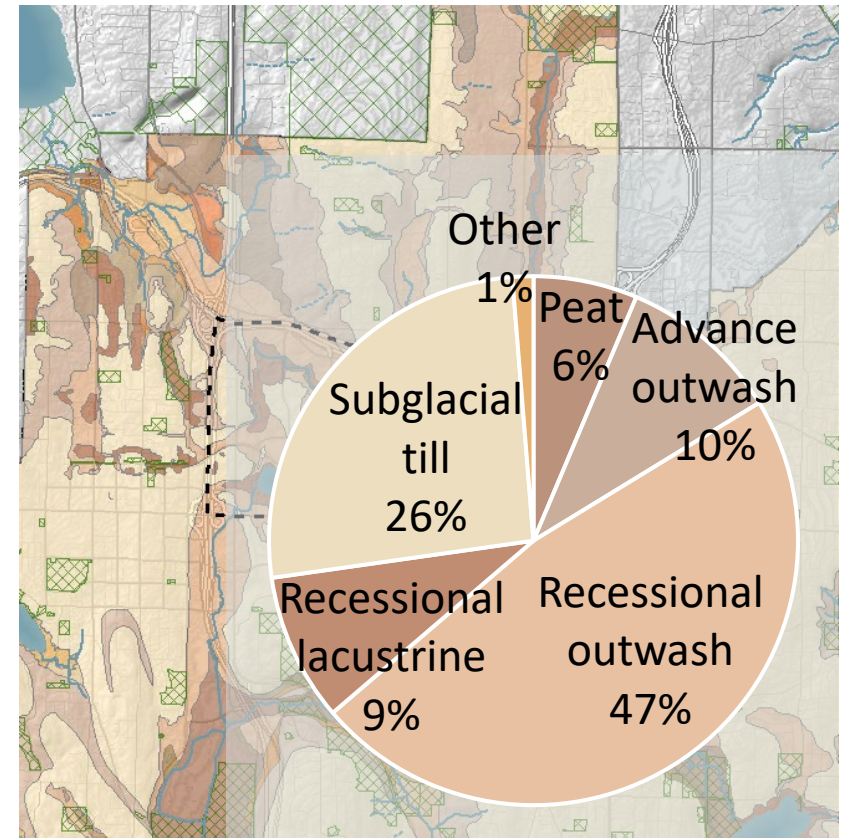 Other
1%
Peat
6%
Advance
outwash
10%
Subglacial
till
26%
Recessional
lacustrine
9%
Recessional
outwash
47%